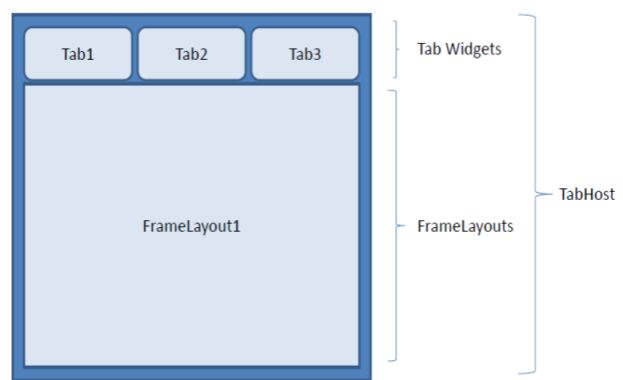 Tab1
Tab2
Tab3
Tab Widgets
TabHost
FrameLayout1
FrameLayouts